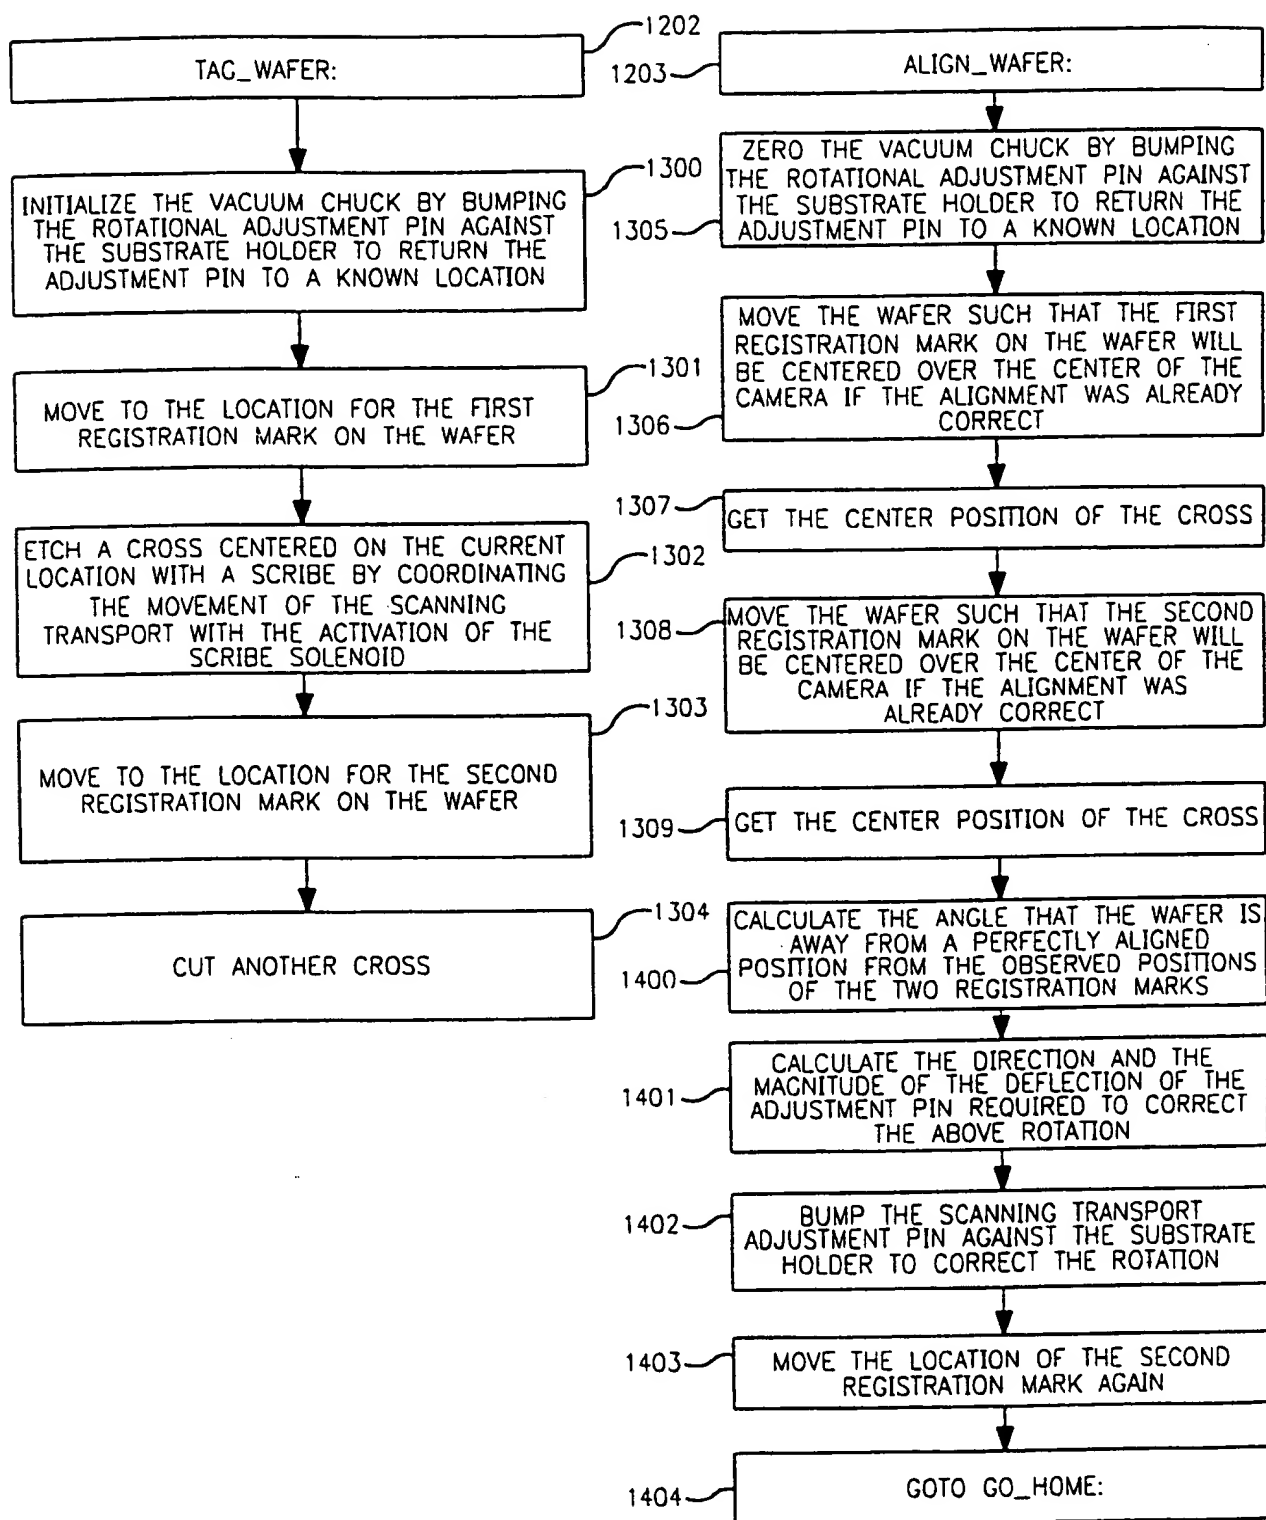 1202
TAG_WAFER:
1300
INITIALIZE THE VACUUM CHUCK BY BUMPING
THE ROTATIONAL ADJUSTMENT PIN AGAINST
THE SUBSTRATE HOLDER TO RETURN THE
ADJUSTMENT PIN TO A KNOWN LOCATION
1301
MOVE TO THE LOCATION FOR THE FIRST
REGISTRATION MARK ON THE WAFER
1302
ETCH A CROSS CENTERED ON THE CURRENT
LOCATION WITH A SCRIBE BY COORDINATING
THE MOVEMENT OF THE SCANNING
TRANSPORT WITH THE ACTIVATION OF THE
SCRIBE SOLENOID
1303
MOVE TO THE LOCATION FOR THE SECOND
REGISTRATION MARK ON THE WAFER
1304
CUT ANOTHER CROSS
1203
ALIGN_WAFER:
1305
ZERO THE VACUUM CHUCK BY BUMPING
THE ROTATIONAL ADJUSTMENT PIN AGAINST
THE SUBSTRATE HOLDER TO RETURN THE
ADJUSTMENT PIN TO A KNOWN LOCATION
1306
MOVE THE WAFER SUCH THAT THE FIRST
REGISTRATION MARK ON THE WAFER WILL
BE CENTERED OVER THE CENTER OF THE
CAMERA IF THE ALIGNMENT WAS ALREADY
CORRECT
1307
GET THE CENTER POSITION OF THE CROSS
1308
MOVE THE WAFER SUCH THAT THE SECOND
REGISTRATION MARK ON THE WAFER WILL
BE CENTERED OVER THE CENTER OF THE
CAMERA IF THE ALIGNMENT WAS
ALREADY CORRECT
1309
GET THE CENTER POSITION OF THE CROSS
1400
CALCULATE THE ANGLE THAT THE WAFER IS
AWAY FROM A PERFECTLY ALIGNED
POSITION FROM THE OBSERVED POSITIONS
OF THE TWO REGISTRATION MARKS
1401
CALCULATE THE DIRECTION AND THE
MAGNITUDE OF THE DEFLECTION OF THE
ADJUSTMENT PIN REQUIRED TO CORRECT
THE ABOVE ROTATION
1402
BUMP THE SCANNING TRANSPORT
ADJUSTMENT PIN AGAINST THE SUBSTRATE
HOLDER TO CORRECT THE ROTATION
1403
MOVE THE LOCATION OF THE SECOND
REGISTRATION MARK AGAIN
1404
GOTO GO_HOME: